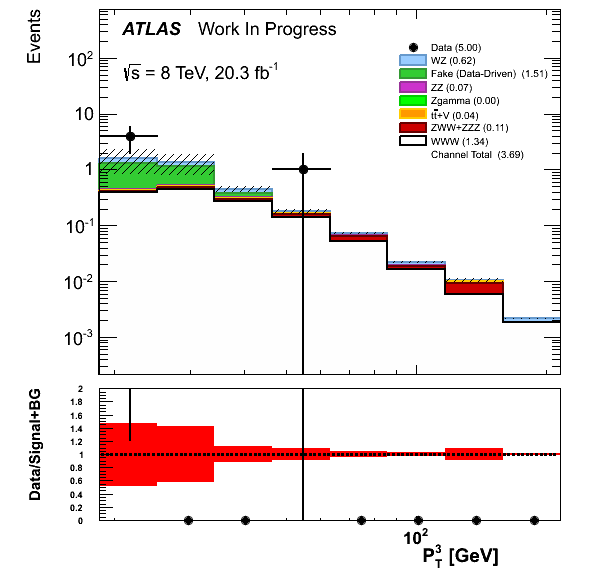 Events
ATLAS Work In Progress
√s = 8 TeV, 20.3 fb⁻¹
Data (5.00)
WZ (0.62)
Fake (Data-Driven) (1.51)
ZZ (0.07)
Zgamma (0.00)
tt̄+V (0.04)
ZWW+ZZZ (0.11)
WWW (1.34)
Channel Total (3.69)
10²
10
1
10⁻¹
10⁻²
10⁻³
Data/Signal+BG
2
1.8
1.6
1.4
1.2
1
0.8
0.6
0.4
0.2
0
10²
P³_T [GeV]